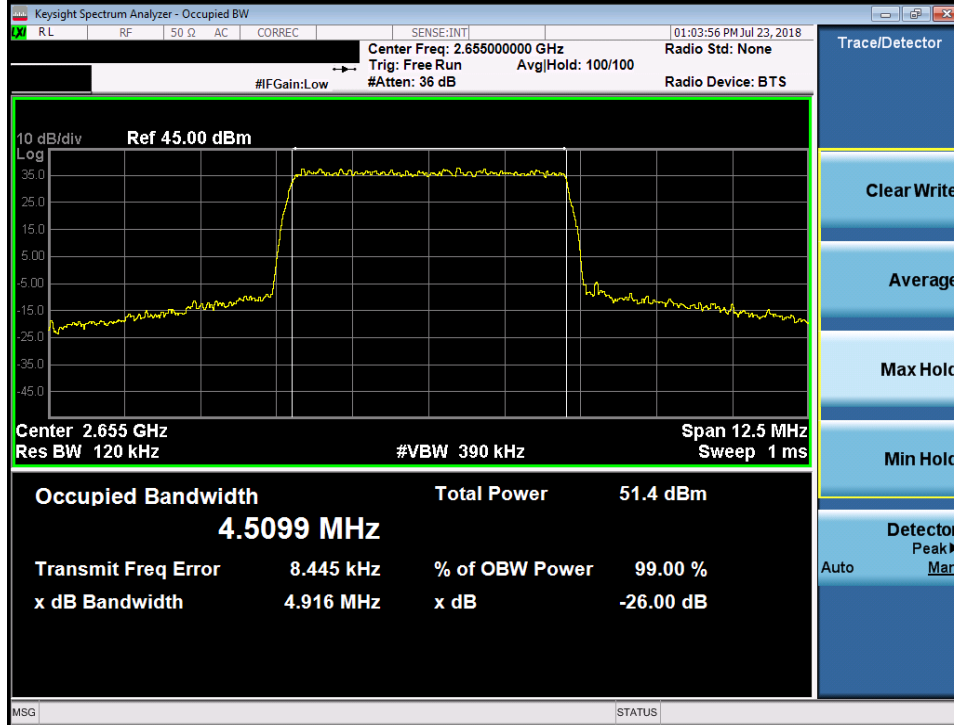 Keysight Spectrum Analyzer - Occupied BW
LXI RL RF 50 Ω AC CORREC SENSE:INT 01:03:56 PM Jul 23, 2018
Center Freq: 2.655000000 GHz Radio Std: None
Trig: Free Run Avg|Hold: 100/100
#IFGain:Low #Atten: 36 dB Radio Device: BTS
Trace/Detector
10 dB/div Ref 45.00 dBm
Log
35.0
25.0
15.0
5.00
-5.00
-15.0
-25.0
-35.0
-45.0
Center 2.655 GHz Span 12.5 MHz
Res BW 120 kHz #VBW 390 kHz Sweep 1 ms
Occupied Bandwidth Total Power 51.4 dBm
4.5099 MHz
Transmit Freq Error 8.445 kHz % of OBW Power 99.00 %
x dB Bandwidth 4.916 MHz x dB -26.00 dB
Clear Write
Average
Max Hold
Min Hold
Detector
Peak
Auto Man
MSG STATUS